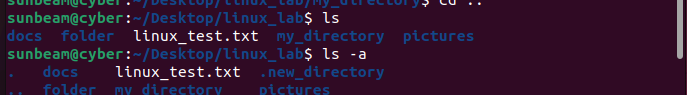 sunbeam@cyber:~/Desktop/linux_lab/my_directory$ cd ..
sunbeam@cyber:~/Desktop/linux_lab$ ls
docs folder linux_test.txt my_directory pictures
sunbeam@cyber:~/Desktop/linux_lab$ ls -a
. docs linux_test.txt .new_directory
.. folder my_directory pictures